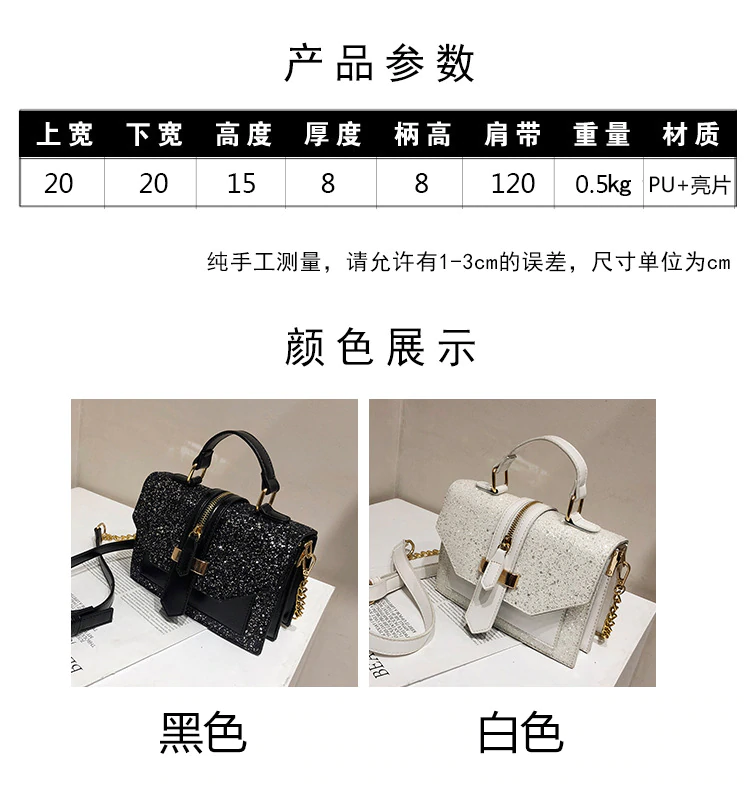 产品参数
上宽 下宽 高度 厚度 柄高 肩带 重量 材质
20 20 15 8 8 120 0.5kg PU+亮片
纯手工测量，请允许有1-3cm的误差，尺寸单位为cm
颜色展示
黑色 白色